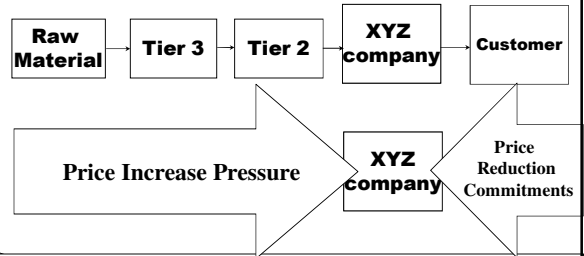 Raw
Material
Tier 3
Tier 2
XYZ
company
Customer
Price Increase Pressure
XYZ
company
Price
Reduction
Commitments